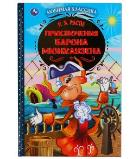 ЛЮБИМАЯ КЛАССИКА
Р. Э. РАСПЕ
ПРИКЛЮЧЕНИЯ
БАРОНА
МЮНХАУЗЕНА